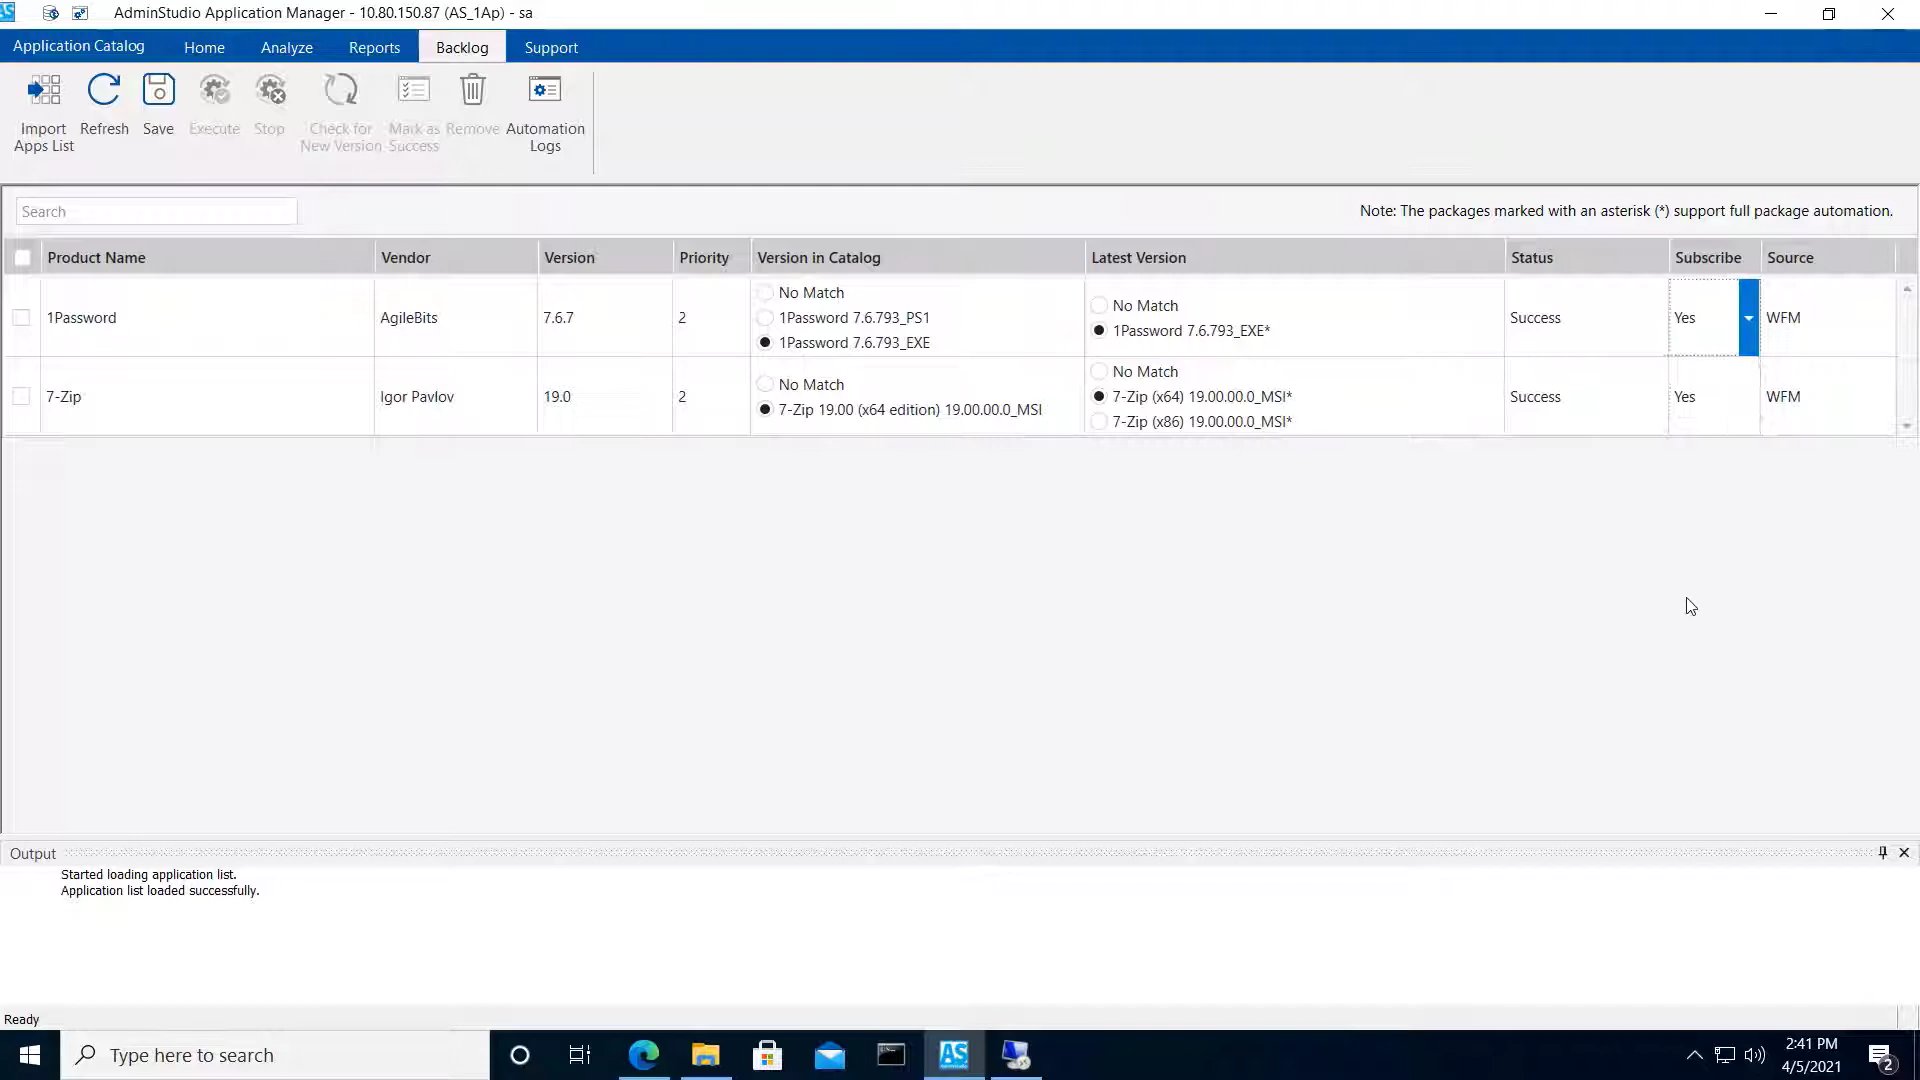 AdminStudio Application Manager - 10.80.150.87 (AS_1Ap) - sa
Application Catalog Home Analyze Reports Backlog Support
Import Apps List
Refresh
Save
Execute
Stop
Check for New Version
Mark as Success
Remove
Automation Logs
Search
Note: The packages marked with an asterisk (*) support full package automation.
Product Name Vendor Version Priority Version in Catalog Latest Version Status Subscribe Source
1Password AgileBits 7.6.7 2
No Match
1Password 7.6.793_PS1
1Password 7.6.793_EXE
No Match
1Password 7.6.793_EXE*
Success Yes WFM
7-Zip Igor Pavlov 19.0 2
No Match
7-Zip 19.00 (x64 edition) 19.00.00.0_MSI
No Match
7-Zip (x64) 19.00.00.0_MSI*
7-Zip (x86) 19.00.00.0_MSI*
Success Yes WFM
Output
Started loading application list.
Application list loaded successfully.
Ready
Type here to search
AS
2:41 PM
4/5/2021
2